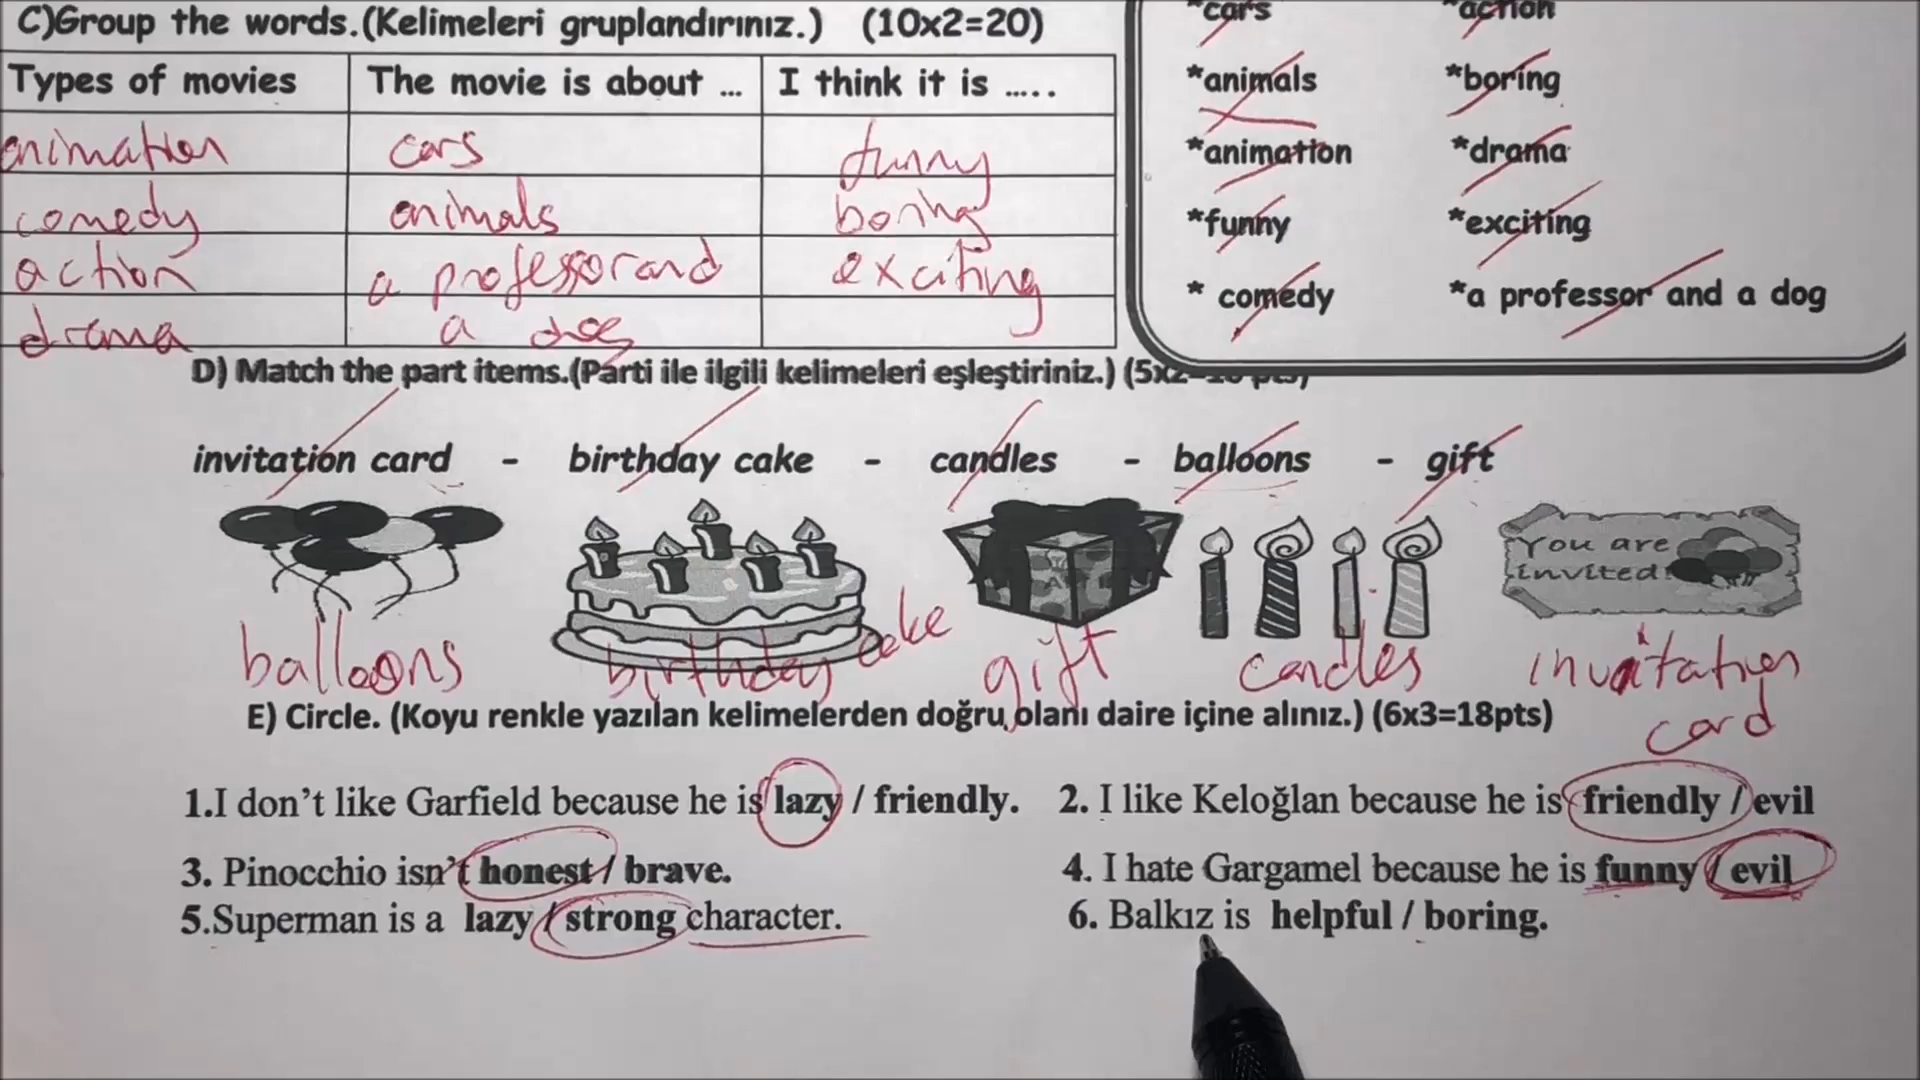 C)Group the words.(Kelimeleri gruplandırınız.) (10x2=20)
Types of movies The movie is about ... I think it is .....
animation cars funny
comedy animals boring
action a professor and exciting
drama a dog
*cars *action
*animals *boring
*animation *drama
*funny *exciting
* comedy *a professor and a dog
D) Match the part items.(Parti ile ilgili kelimeleri eşleştiriniz.) (5x2=10 pts)
invitation card - birthday cake - candles - balloons - gift
You are
invited!
balloons birthday cake gift candles invitation
card
E) Circle. (Koyu renkle yazılan kelimelerden doğru olanı daire içine alınız.) (6x3=18pts)
1.I don't like Garfield because he is lazy / friendly. 2. I like Keloğlan because he is friendly / evil
3. Pinocchio isn't honest / brave. 4. I hate Gargamel because he is funny / evil
5.Superman is a lazy / strong character. 6. Balkız is helpful / boring.